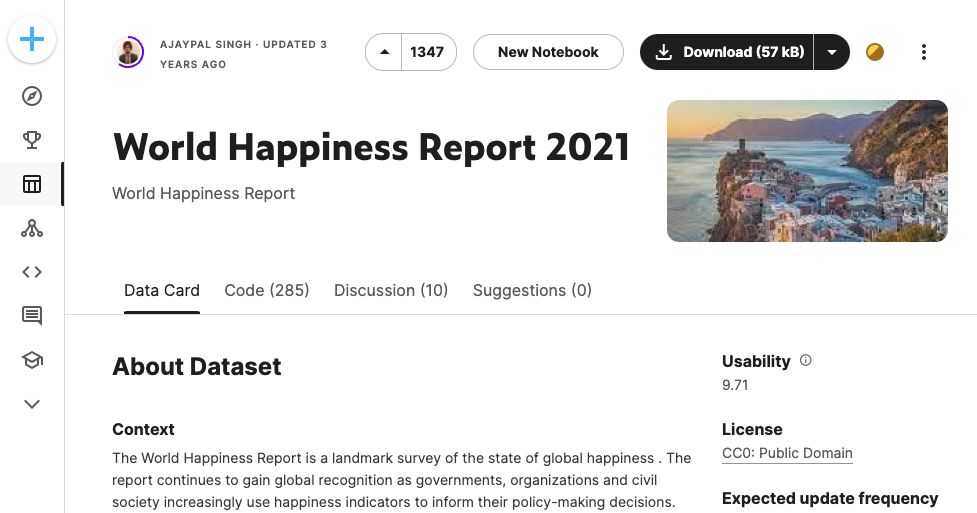 AJAYPAL SINGH · UPDATED 3
YEARS AGO
1347
New Notebook
Download (57 kB)
World Happiness Report 2021
World Happiness Report
Data Card
Code (285)
Discussion (10)
Suggestions (0)
About Dataset
Context
The World Happiness Report is a landmark survey of the state of global happiness . The
report continues to gain global recognition as governments, organizations and civil
society increasingly use happiness indicators to inform their policy-making decisions.
Usability
9.71
License
CC0: Public Domain
Expected update frequency